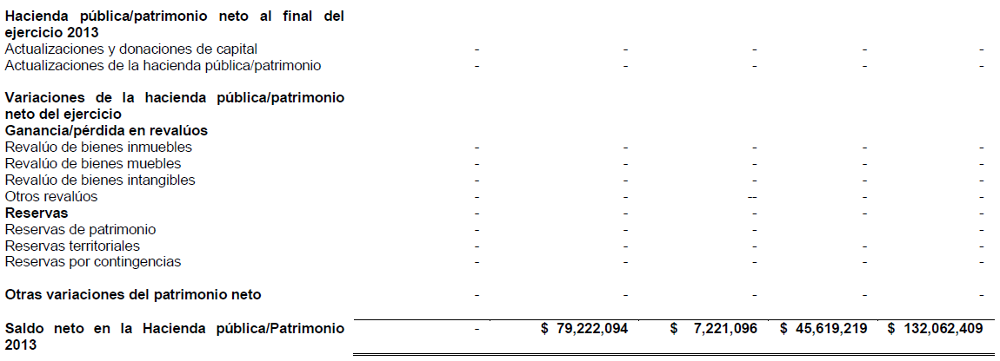 Hacienda pública/patrimonio neto al final del
ejercicio 2013
Actualizaciones y donaciones de capital - - - - -
Actualizaciones de la hacienda pública/patrimonio - - - - -
Variaciones de la hacienda pública/patrimonio
neto del ejercicio
Ganancia/pérdida en revalúos
Revalúo de bienes inmuebles - - - - -
Revalúo de bienes muebles - - - - -
Revalúo de bienes intangibles - - - - -
Otros revalúos - - -- - -
Reservas - - - - -
Reservas de patrimonio - - - -
Reservas territoriales - - - - -
Reservas por contingencias - - - - -
Otras variaciones del patrimonio neto - - - - -
Saldo neto en la Hacienda pública/Patrimonio - $ 79,222,094 $ 7,221,096 $ 45,619,219 $ 132,062,409
2013